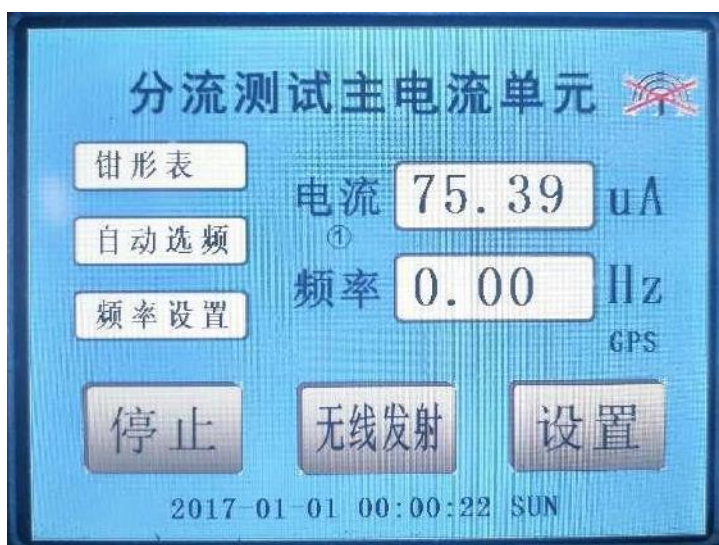 分流测试主电流单元
钳形表
电流 75.39 uA
自动选频
①
频率 0.00 Hz
频率设置
GPS
停止 无线发射 设置
2017-01-01 00:00:22 SUN